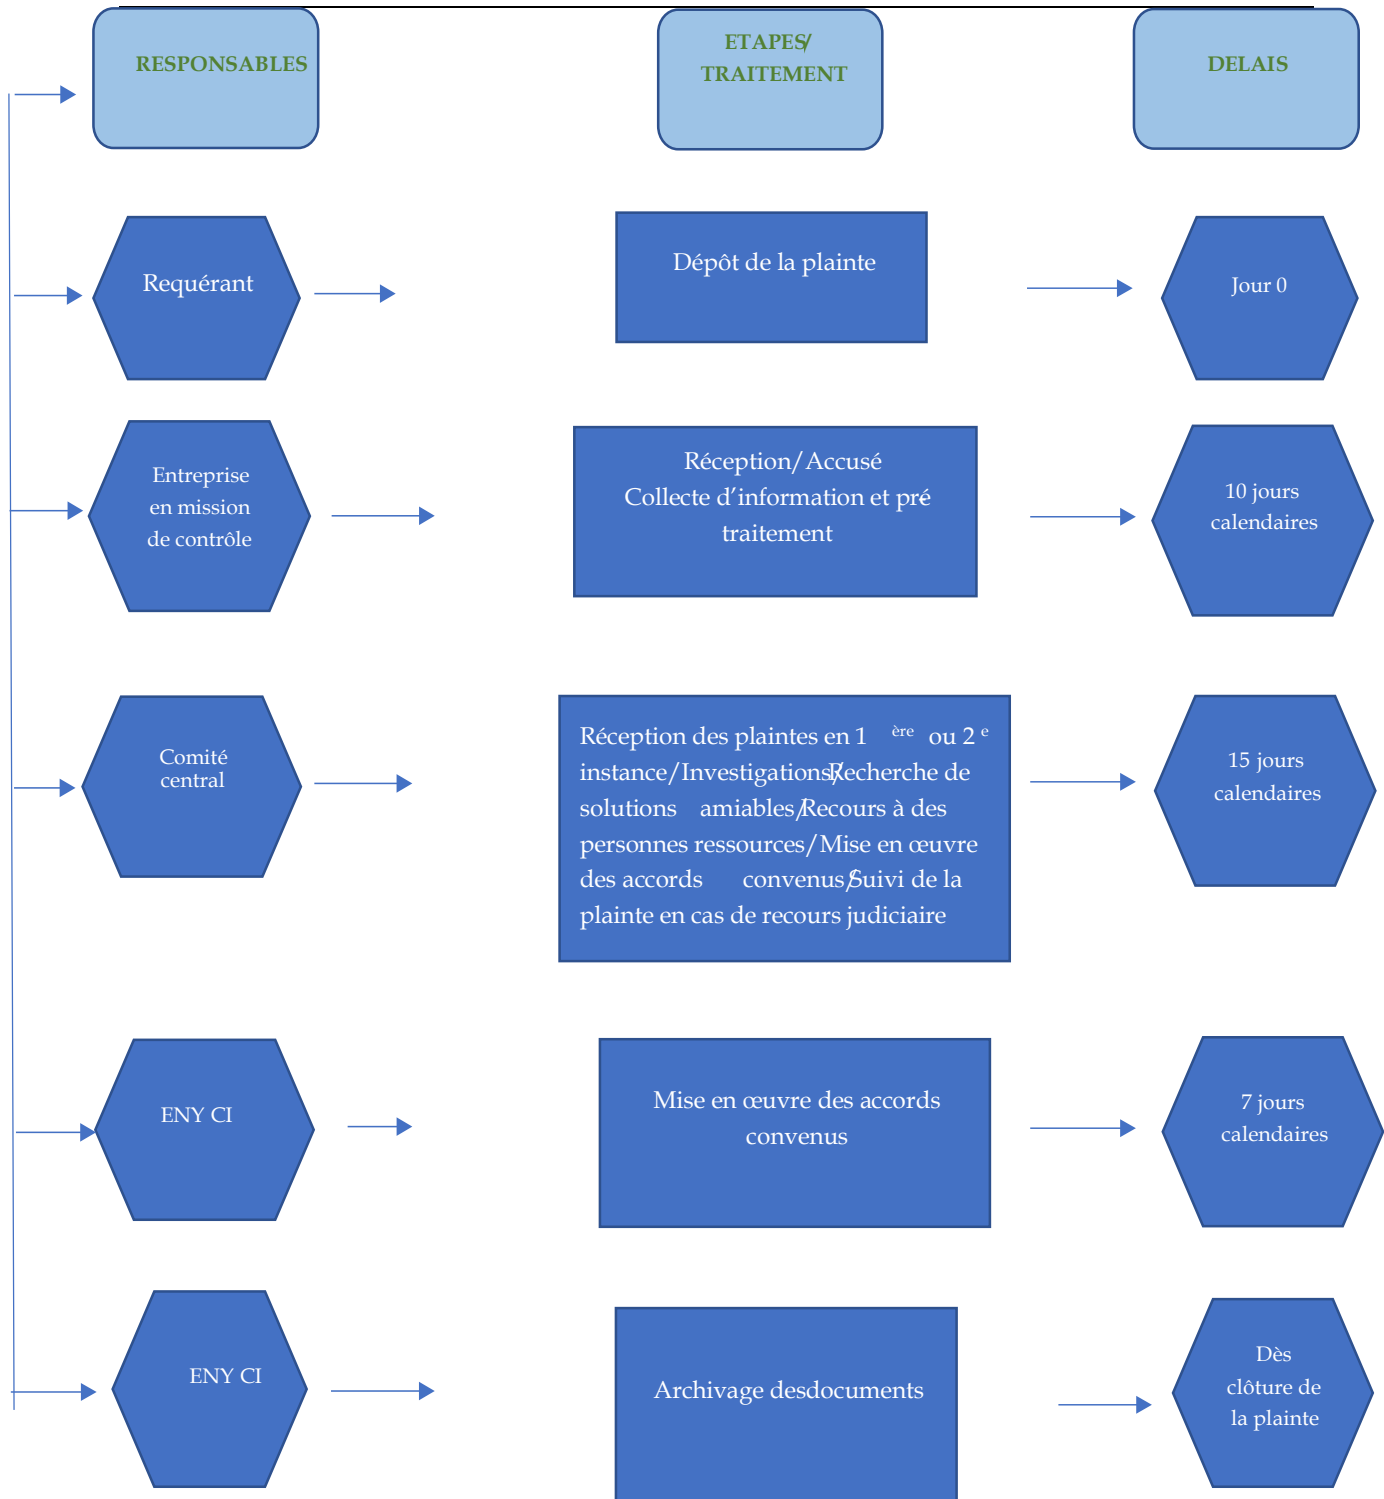 RESPONSABLES
ETAPES/
TRAITEMENT
DELAIS
Requérant
Dépôt de la plainte
Jour 0
Entreprise
en mission
de contrôle
Réception/Accusé
Collecte d’information et pré
traitement
10 jours
calendaires
Comité
central
Réception des plaintes en 1 ère ou 2 e
instance/Investigations/Recherche de
solutions amiables/Recours à des
personnes ressources/Mise en œuvre
des accords convenus/Suivi de la
plainte en cas de recours judiciaire
15 jours
calendaires
ENY CI
Mise en œuvre des accords
convenus
7 jours
calendaires
ENY CI
Archivage desdocuments
Dès
clôture de
la plainte